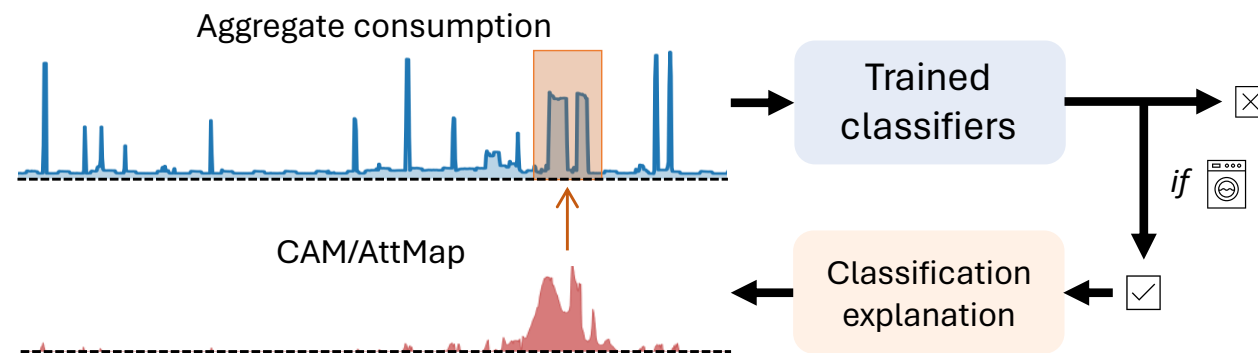 Aggregate consumption
Trained
classifiers
if
CAM/AttMap
Classification
explanation